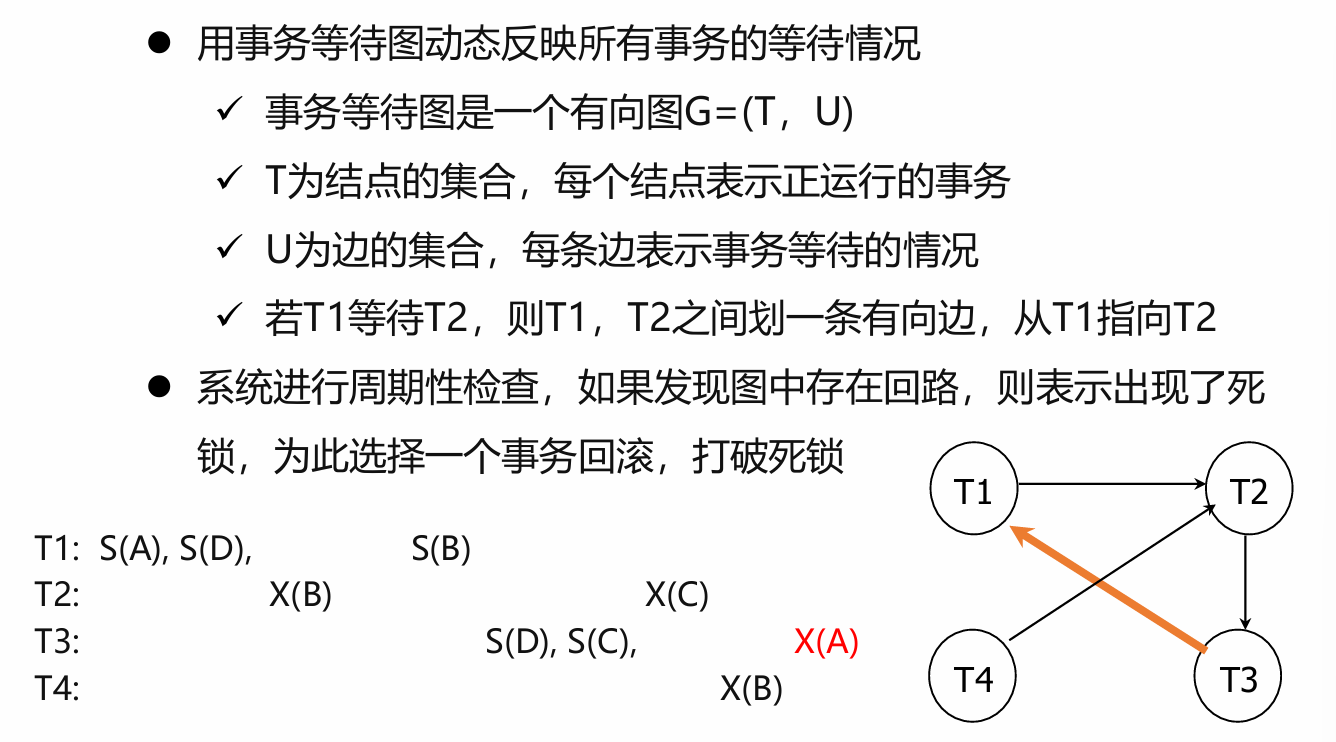 ● 用事务等待图动态反映所有事务的等待情况
✓ 事务等待图是一个有向图G=(T，U)
✓ T为结点的集合，每个结点表示正运行的事务
✓ U为边的集合，每条边表示事务等待的情况
✓ 若T1等待T2，则T1，T2之间划一条有向边，从T1指向T2
● 系统进行周期性检查，如果发现图中存在回路，则表示出现了死
锁，为此选择一个事务回滚，打破死锁
T1: S(A), S(D), S(B)
T2: X(B) X(C)
T3: S(D), S(C), X(A)
T4: X(B)
T1 T2
T4 T3